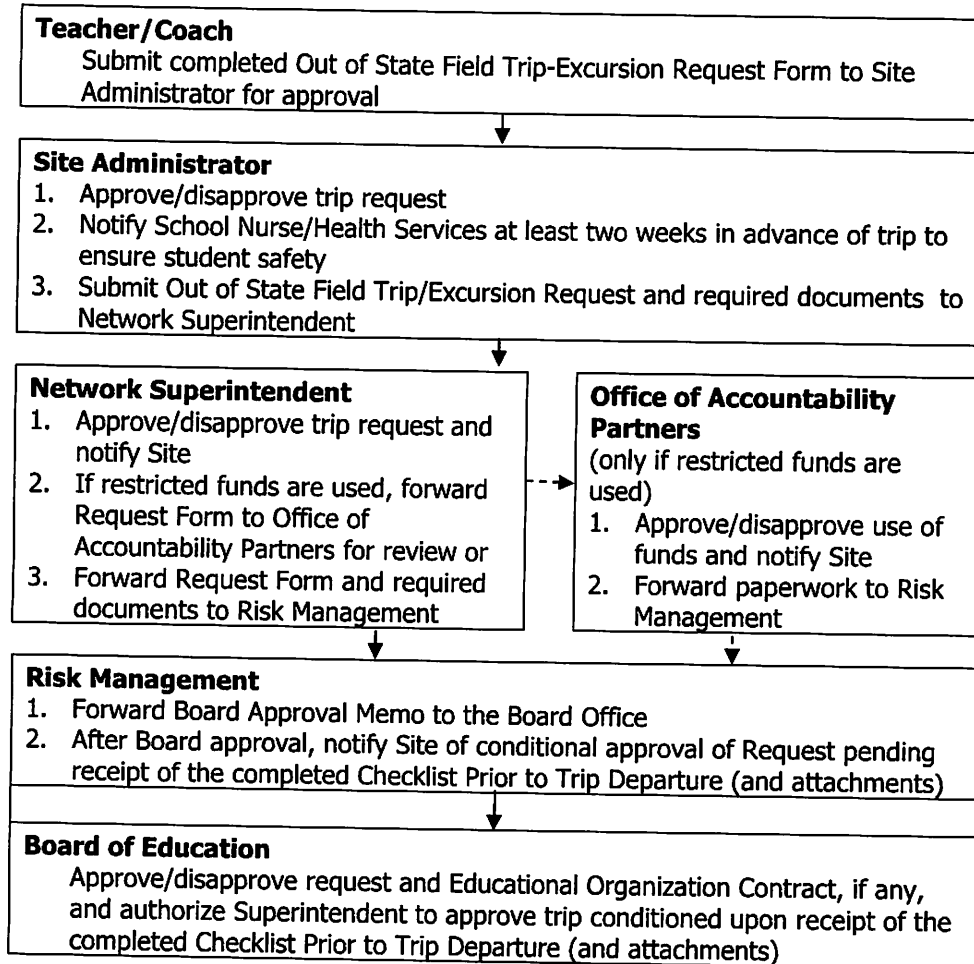 Teacher/Coach
Submit completed Out of State Field Trip-Excursion Request Form to Site
Administrator for approval
Site Administrator
1. Approve/disapprove trip request
2. Notify School Nurse/Health Services at least two weeks in advance of trip to
ensure student safety
3. Submit Out of State Field Trip/Excursion Request and required documents to
Network Superintendent
Network Superintendent
1. Approve/disapprove trip request and
notify Site
2. If restricted funds are used, forward
Request Form to Office of
Accountability Partners for review or
3. Forward Request Form and required
documents to Risk Management
Office of Accountability
Partners
(only if restricted funds are
used)
1. Approve/disapprove use of
funds and notify Site
2. Forward paperwork to Risk
Management
Risk Management
1. Forward Board Approval Memo to the Board Office
2. After Board approval, notify Site of conditional approval of Request pending
receipt of the completed Checklist Prior to Trip Departure (and attachments)
Board of Education
Approve/disapprove request and Educational Organization Contract, if any,
and authorize Superintendent to approve trip conditioned upon receipt of the
completed Checklist Prior to Trip Departure (and attachments)